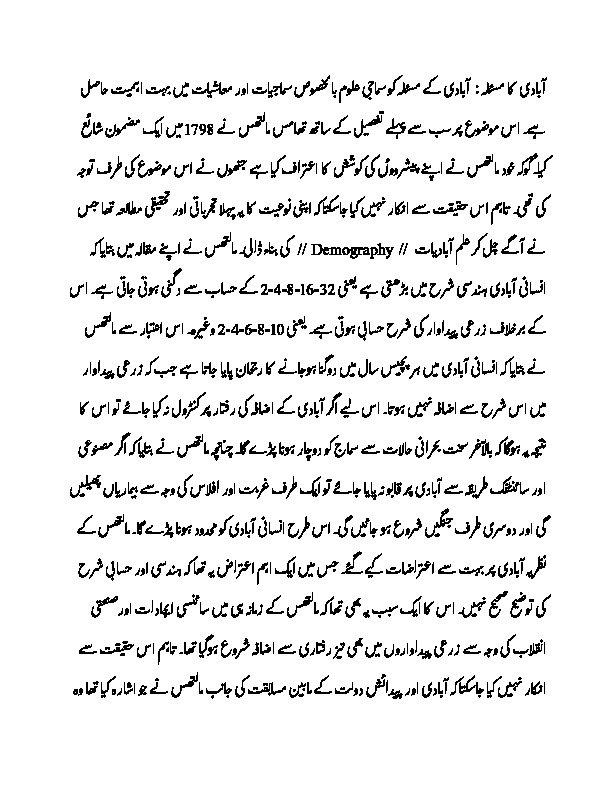 آبادی کا مسئلہ : آبادی کے مسئلہ کو سماجی علوم بالخصوص سماجیات اور معاشیات میں بہت اہمیت حاصل
ہے۔ اس موضوع پر سب سے پہلے تفصیل کے ساتھ تھامس مالتھس نے 1798 میں ایک مضمون شائع
کیا۔ گوکہ خود مالتھس نے اپنے پیشروؤں کی کوشش کا اعتراف کیا ہے جنھوں نے اس موضوع کی طرف توجہ
کی تھی۔ تاہم اس حقیقت سے انکار نہیں کیا جاسکتا کہ اپنی نوعیت کا یہ پہلا تجرباتی اور تحقیقی مطالعہ تھا جس
نے آگے چل کر علم آبادیات // Demography // کی بناء ڈالی۔ مالتھس نے اپنے مقالہ میں بتایا کہ
انسانی آبادی ہندسی شرح میں بڑھتی ہے یعنی 32-16-8-4-2 کے حساب سے دگنی ہوتی جاتی ہے۔ اس
کے برخلاف زرعی پیداوار کی شرح حسابی ہوتی ہے۔ یعنی 10-8-6-4-2 وغیرہ۔ اس اعتبار سے مالتھس
نے بتایا کہ انسانی آبادی میں ہر پچیس سال میں دوگنا ہوجانے کا رجحان پایا جاتا ہے جب کہ زرعی پیداوار
میں اس شرح سے اضافہ نہیں ہوتا۔ اس لیے اگر آبادی کے اضافہ کی رفتار پر کنٹرول نہ کیا جائے تو اس کا
نتیجہ یہ ہوگا کہ بالآخر سخت بحرانی حالات سے سماج کو دوچار ہونا پڑے گا۔ چنانچہ مالتھس نے بتایا کہ اگر مصنوعی
اور سائنٹفک طریقہ سے آبادی پر قابو نہ پایا جائے تو ایک طرف غربت اور افلاس کی وجہ سے بیماریاں پھیلیں
گی اور دوسری طرف جنگیں شروع ہو جائیں گی۔ اس طرح انسانی آبادی کو محدود ہونا پڑے گا۔ مالتھس کے
نظریہ آبادی پر بہت سے اعتراضات کیے گئے۔ جس میں ایک اہم اعتراض یہ تھا کہ ہندسی اور حسابی شرح
کی توضیح صحیح نہیں۔ اس کا ایک سبب یہ بھی تھا کہ مالتھس کے زمانہ ہی میں سائنسی ایجادات اور صنعتی
انقلاب کی وجہ سے زرعی پیداواروں میں بھی تیز رفتاری سے اضافہ شروع ہوگیا تھا۔ تاہم اس حقیقت سے
انکار نہیں کیا جاسکتا کہ آبادی اور پیدائش دولت کے مابین مسابقت کی جانب مالتھس نے جو اشارہ کیا تھا وہ